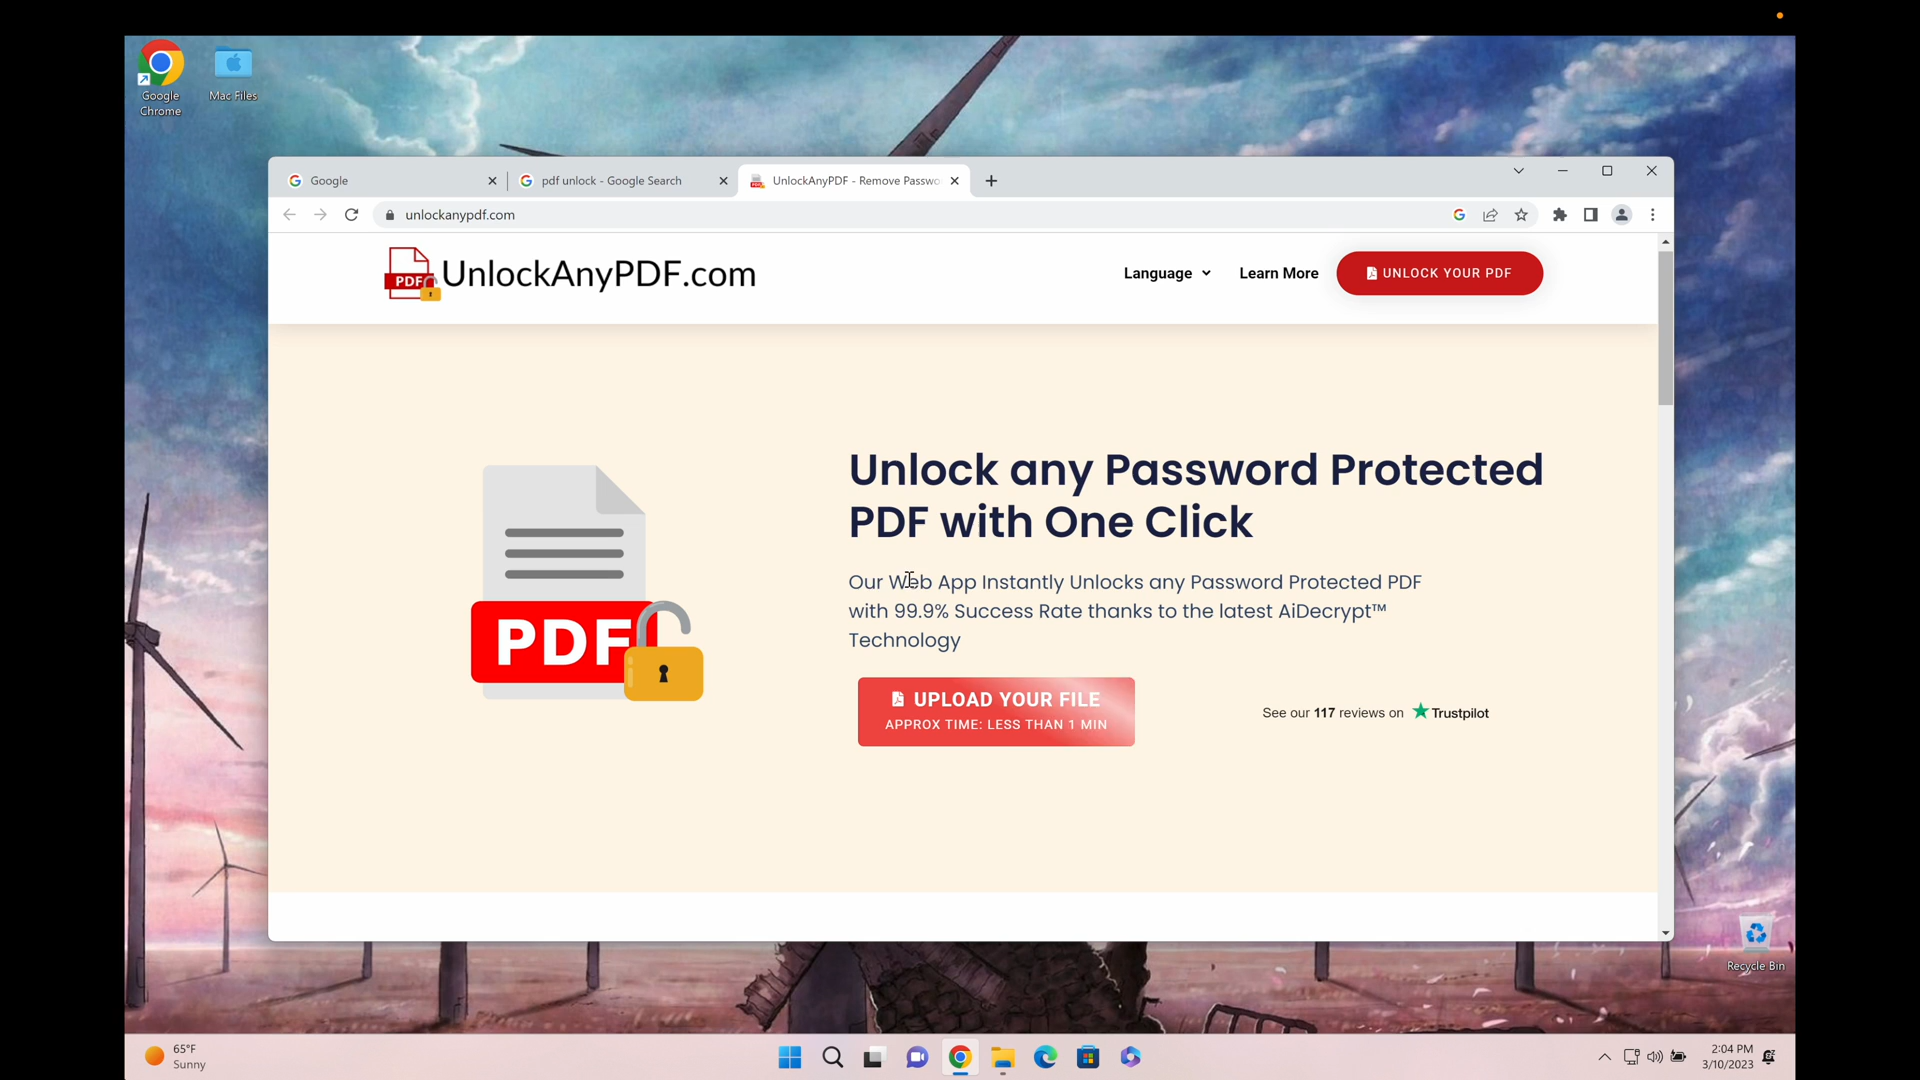 Google Chrome
Mac Files
Google
pdf unlock - Google Search
UnlockAnyPDF - Remove Passwo
unlockanypdf.com
PDF
UnlockAnyPDF.com
Language
Learn More
UNLOCK YOUR PDF
Unlock any Password Protected
PDF with One Click
Our Web App Instantly Unlocks any Password Protected PDF
with 99.9% Success Rate thanks to the latest AiDecrypt™
Technology
PDF
UPLOAD YOUR FILE
APPROX TIME: LESS THAN 1 MIN
See our 117 reviews on Trustpilot
Recycle Bin
65°F
Sunny
2:04 PM
3/10/2023